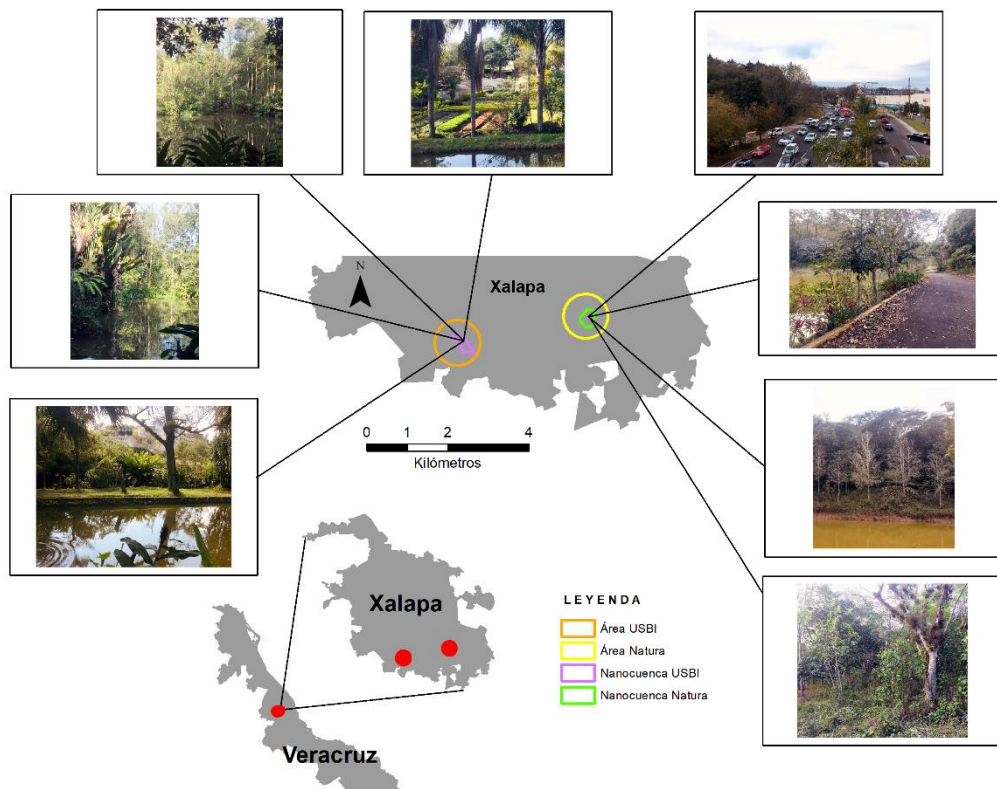 N
Xalapa
0 1 2 4
Kilómetros
Xalapa
Veracruz
LEYENDA
Área USBI
Área Natura
Nanocuenca USBI
Nanocuenca Natura